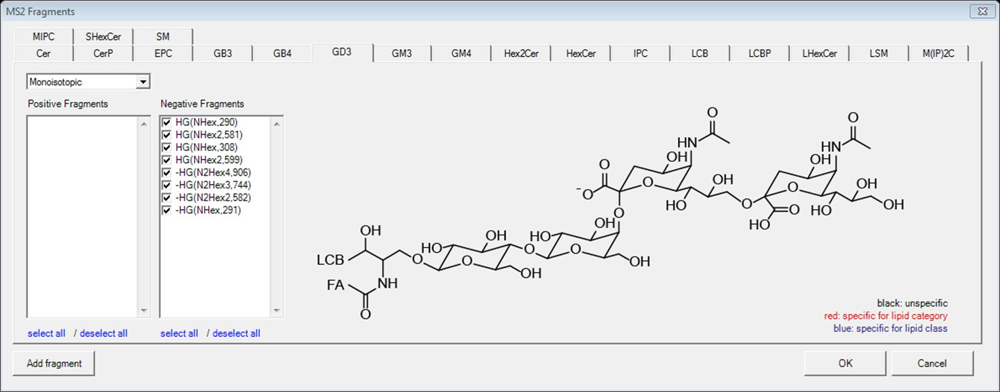 MS2 Fragments
MIPC SHexCer SM
Cer CerP EPC GB3 GB4 GD3 GM3 GM4 Hex2Cer HexCer IPC LCB LCBP LHexCer LSM M(IP)2C
Monoisotopic
Positive Fragments Negative Fragments
HG(NHex,290)
HG(NHex2,581)
HG(NHex,308)
HG(NHex2,599)
-HG(N2Hex4,906)
-HG(N2Hex3,744)
-HG(N2Hex2,582)
-HG(NHex,291)
select all / deselect all select all / deselect all
O O
HN HN
OH OH
O O OH OH
-O O HO O O HO OH
HO
O
OH
OH OH HO
LCB HO O O O OH
O OH
FA NH
O
black: unspecific
red: specific for lipid category
blue: specific for lipid class
Add fragment OK Cancel